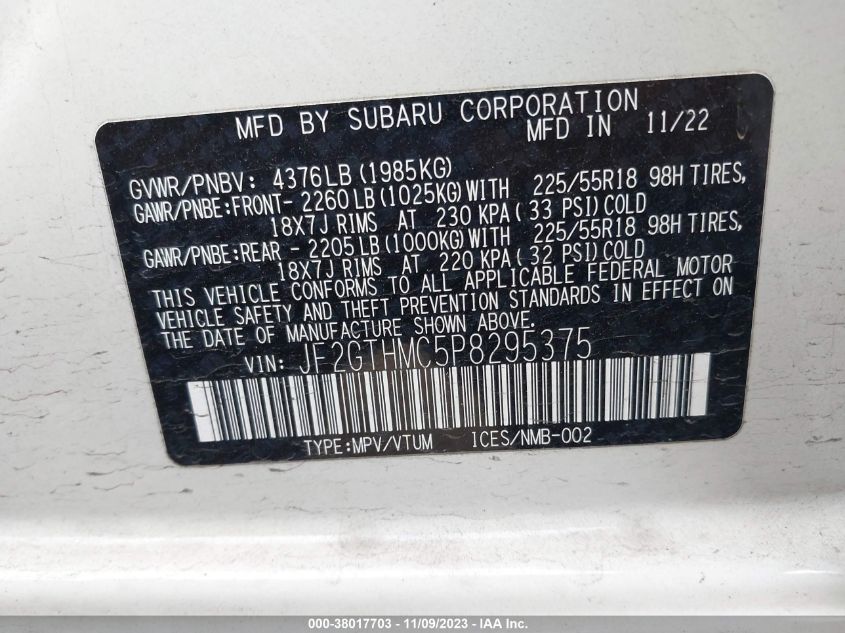 MFD BY SUBARU CORPORATION
MFD IN 11/22
GVWR/PNBV: 4376LB(1985KG)
GAWR/PNBE:FRONT- 2260LB(1025KG)WITH 225/55R18 98H TIRES,
18X7J RIMS AT 230 KPA( 33 PSI)COLD
GAWR/PNBE:REAR - 2205LB(1000KG)WITH 225/55R18 98H TIRES,
18X7J RIMS AT 220 KPA( 32 PSI)COLD
THIS VEHICLE CONFORMS TO ALL APPLICABLE FEDERAL MOTOR
VEHICLE SAFETY AND THEFT PREVENTION STANDARDS IN EFFECT ON
THE DATE OF MANUFACTURE SHOWN ABOVE.
VIN: JF2GTHMC5P8295375
TYPE:MPV/VTUM ICES/NMB-002
000-38017703 - 11/09/2023 - IAA Inc.